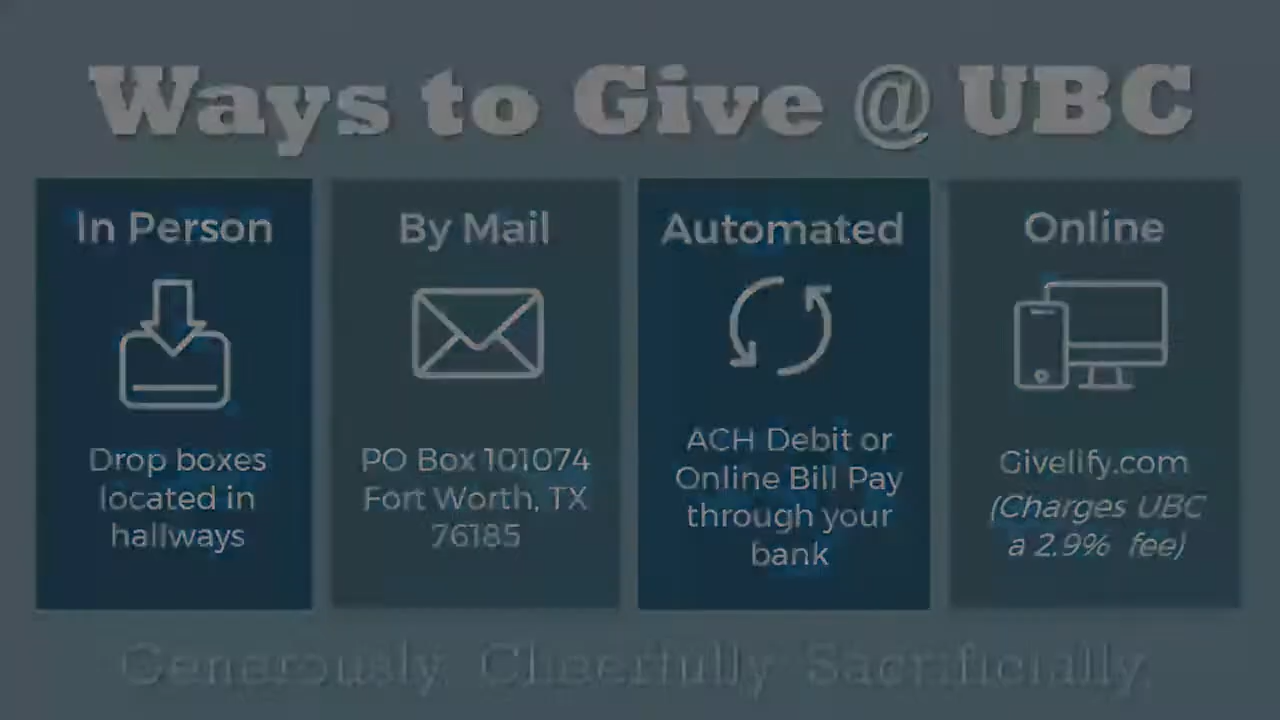 Ways to Give @ UBC
In Person
Drop boxes
located in
hallways
By Mail
PO Box 101074
Fort Worth, TX
76185
Automated
ACH Debit or
Online Bill Pay
through your
bank
Online
Givelify.com
(Charges UBC
a 2.9% fee)
Generously. Cheerfully. Sacrificially.